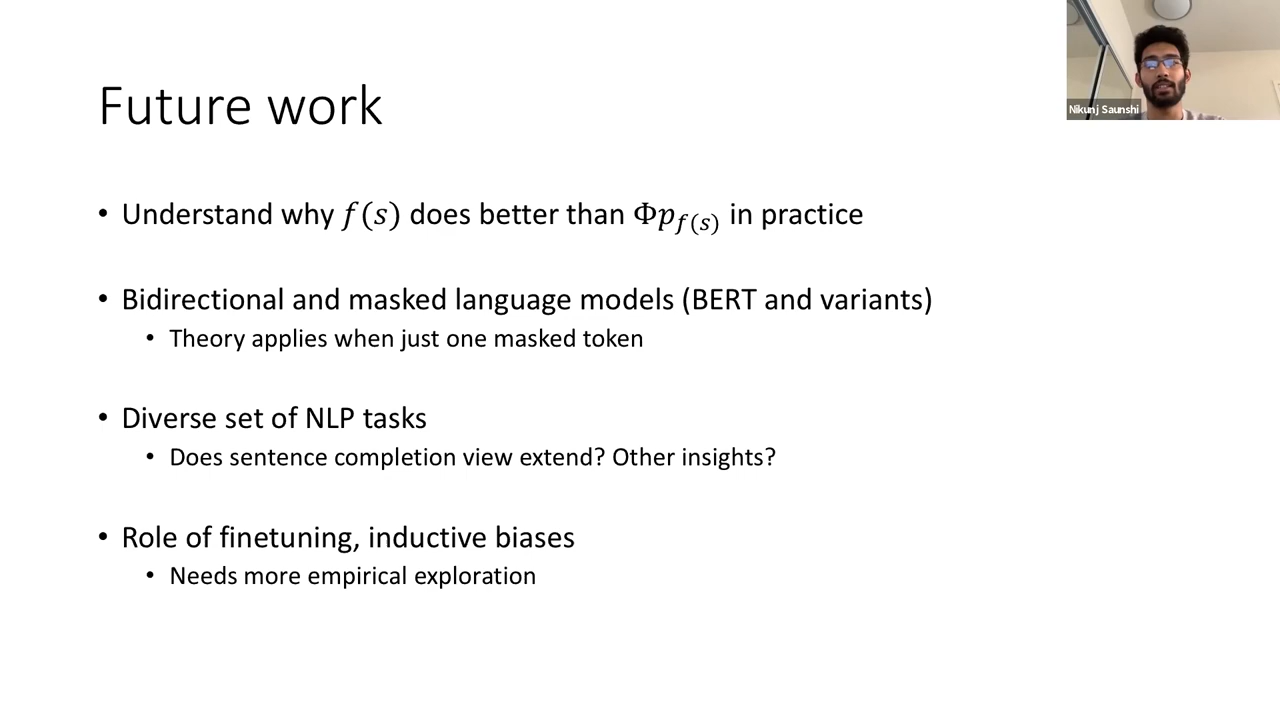 Nikunj Saunshi
Future work
• Understand why f(s) does better than Φp_{f(s)} in practice
• Bidirectional and masked language models (BERT and variants)
• Theory applies when just one masked token
• Diverse set of NLP tasks
• Does sentence completion view extend? Other insights?
• Role of finetuning, inductive biases
• Needs more empirical exploration